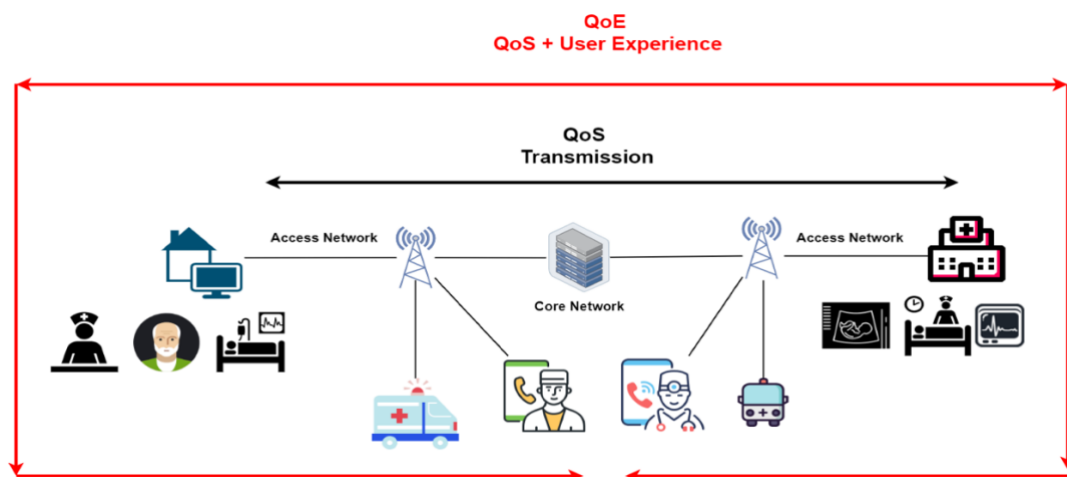 QoE
QoS + User Experience
QoS
Transmission
Access Network
Access Network
Core Network